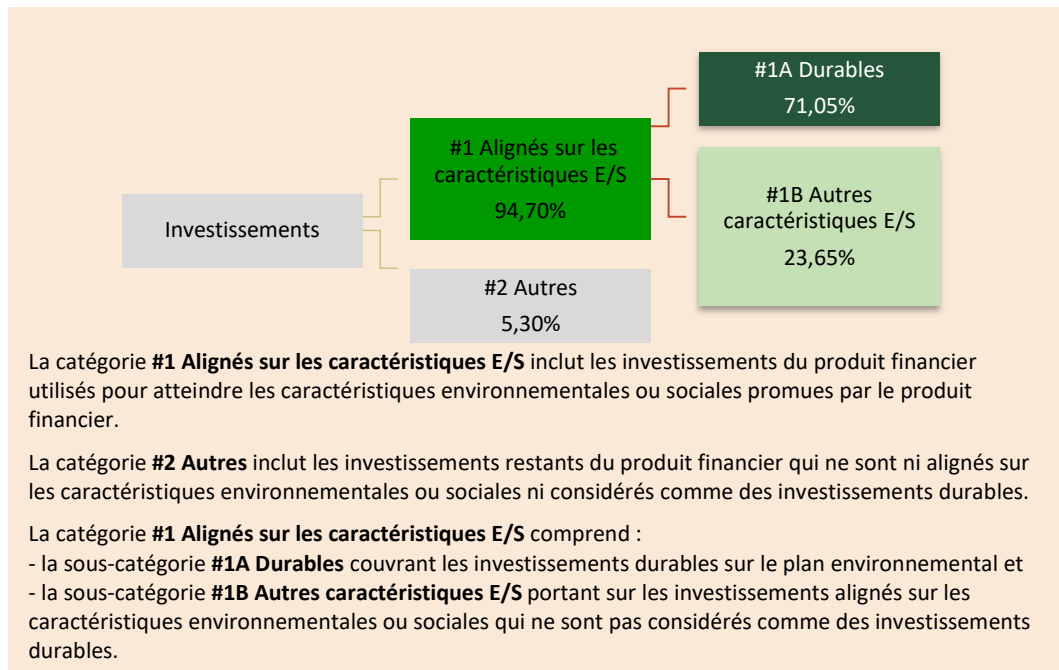 #1A Durables
71,05%
#1 Alignés sur les
caractéristiques E/S
94,70%
#1B Autres
caractéristiques E/S
23,65%
Investissements
#2 Autres
5,30%
La catégorie #1 Alignés sur les caractéristiques E/S inclut les investissements du produit financier
utilisés pour atteindre les caractéristiques environnementales ou sociales promues par le produit
financier.
La catégorie #2 Autres inclut les investissements restants du produit financier qui ne sont ni alignés sur
les caractéristiques environnementales ou sociales ni considérés comme des investissements durables.
La catégorie #1 Alignés sur les caractéristiques E/S comprend :
- la sous-catégorie #1A Durables couvrant les investissements durables sur le plan environnemental et
- la sous-catégorie #1B Autres caractéristiques E/S portant sur les investissements alignés sur les
caractéristiques environnementales ou sociales qui ne sont pas considérés comme des investissements
durables.